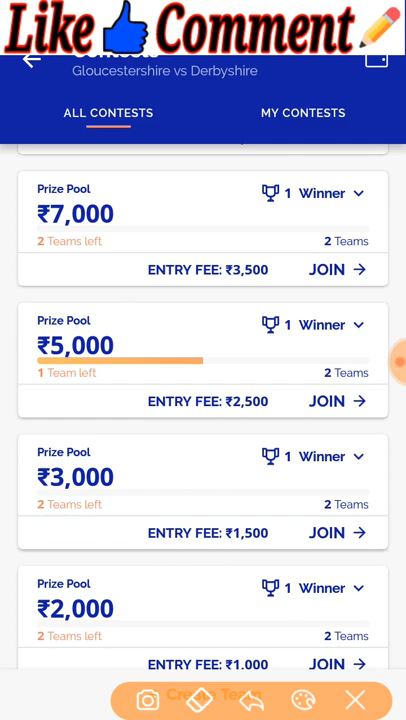 Like Comment
Contests
Gloucestershire vs Derbyshire
ALL CONTESTS MY CONTESTS
Prize Pool 1 Winner
₹7,000
2 Teams left 2 Teams
ENTRY FEE: ₹3,500 JOIN
Prize Pool 1 Winner
₹5,000
1 Team left 2 Teams
ENTRY FEE: ₹2,500 JOIN
Prize Pool 1 Winner
₹3,000
2 Teams left 2 Teams
ENTRY FEE: ₹1,500 JOIN
Prize Pool 1 Winner
₹2,000
2 Teams left 2 Teams
ENTRY FEE: ₹1,000 JOIN
Create Team